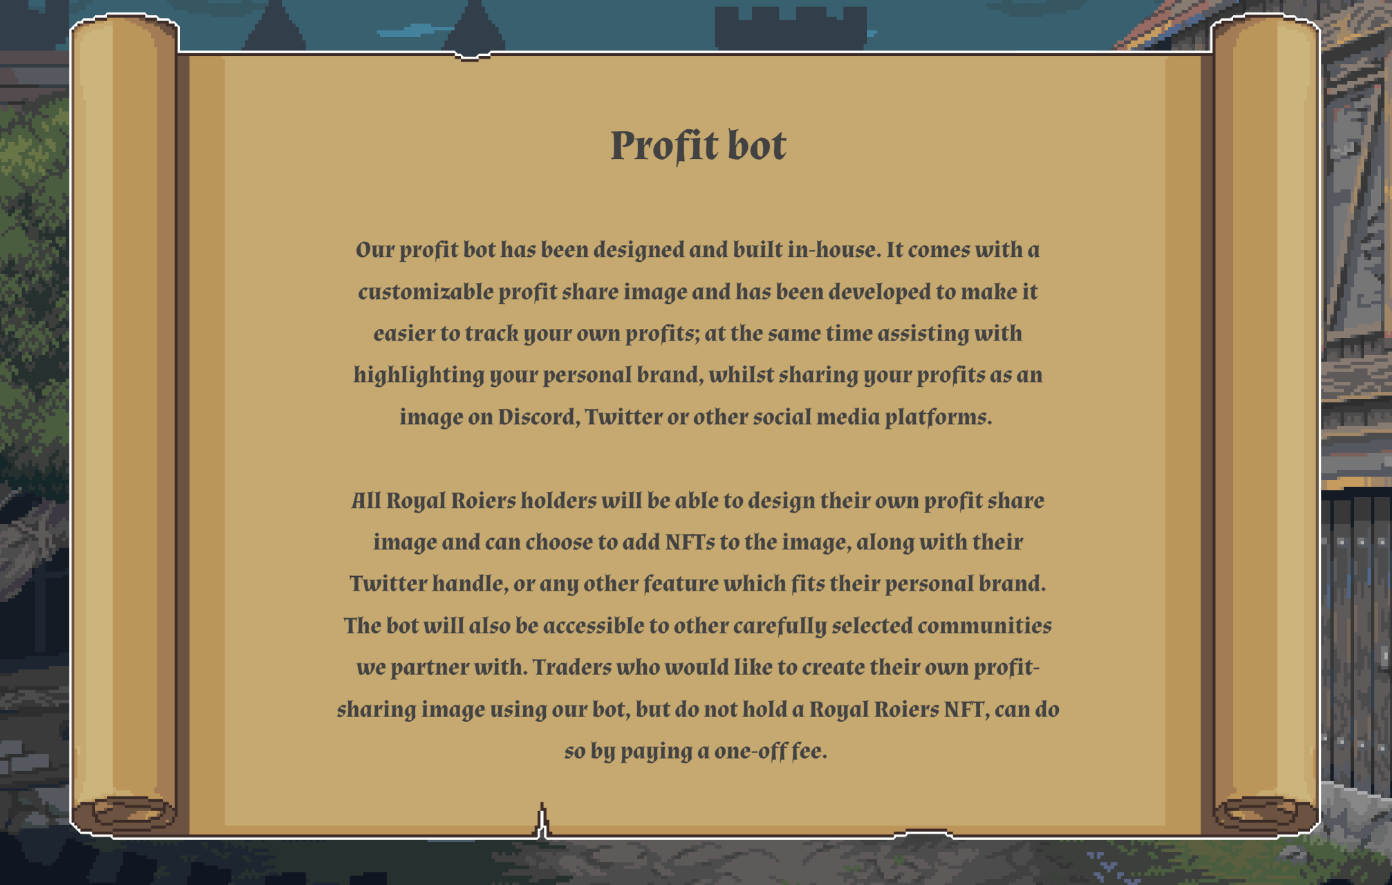 Profit bot
Our profit bot has been designed and built in-house. It comes with a
customizable profit share image and has been developed to make it
easier to track your own profits; at the same time assisting with
highlighting your personal brand, whilst sharing your profits as an
image on Discord, Twitter or other social media platforms.
All Royal Roiers holders will be able to design their own profit share
image and can choose to add NFTs to the image, along with their
Twitter handle, or any other feature which fits their personal brand.
The bot will also be accessible to other carefully selected communities
we partner with. Traders who would like to create their own profit-
sharing image using our bot, but do not hold a Royal Roiers NFT, can do
so by paying a one-off fee.